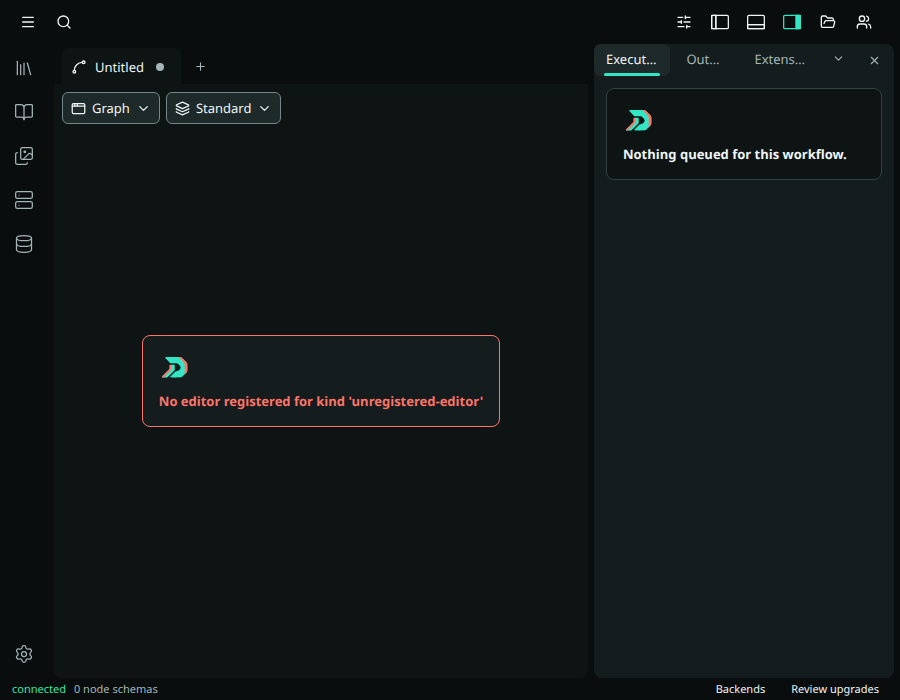 Untitled
Graph
Standard
No editor registered for kind 'unregistered-editor'
Execut...
Out...
Extens...
Nothing queued for this workflow.
connected
0 node schemas
Backends
Review upgrades